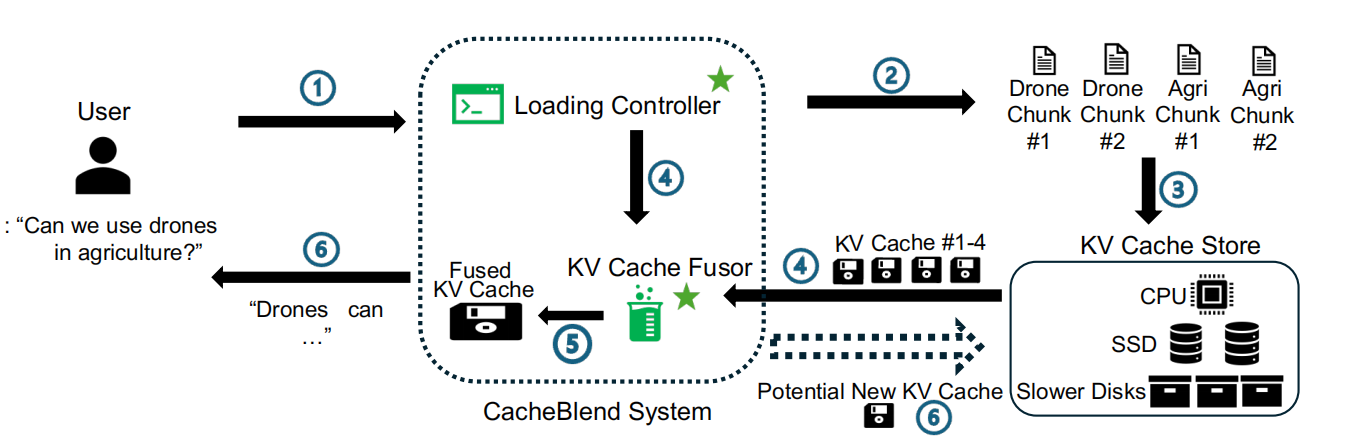 User
: “Can we use drones
in agriculture?”
1
6
“Drones can
…”
Loading Controller
4
KV Cache Fusor
Fused
KV Cache
5
CacheBlend System
2
Drone
Chunk
#1
Drone
Chunk
#2
Agri
Chunk
#1
Agri
Chunk
#2
3
KV Cache Store
KV Cache #1-4
4
CPU
SSD
Slower Disks
Potential New KV Cache
6